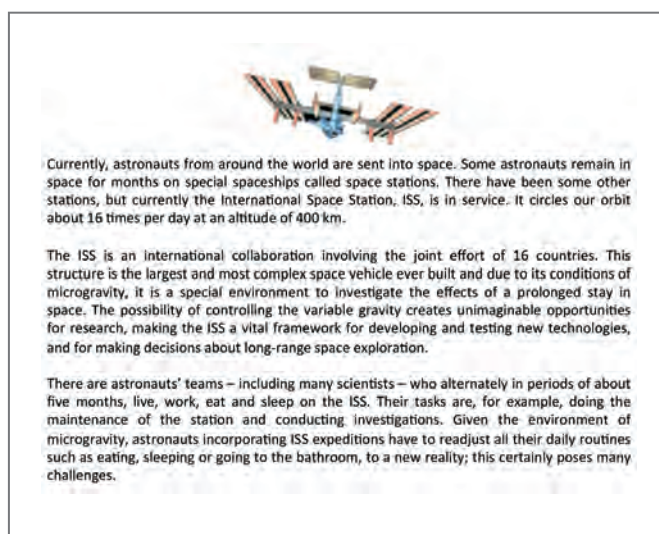 Currently, astronauts from around the world are sent into space. Some astronauts remain in
space for months on special spaceships called space stations. There have been some other
stations, but currently the International Space Station, ISS, is in service. It circles our orbit
about 16 times per day at an altitude of 400 km.
The ISS is an international collaboration involving the joint effort of 16 countries. This
structure is the largest and most complex space vehicle ever built and due to its conditions of
microgravity, it is a special environment to investigate the effects of a prolonged stay in
space. The possibility of controlling the variable gravity creates unimaginable opportunities
for research, making the ISS a vital framework for developing and testing new technologies,
and for making decisions about long-range space exploration.
There are astronauts' teams – including many scientists – who alternately in periods of about
five months, live, work, eat and sleep on the ISS. Their tasks are, for example, doing the
maintenance of the station and conducting investigations. Given the environment of
microgravity, astronauts incorporating ISS expeditions have to readjust all their daily routines
such as eating, sleeping or going to the bathroom, to a new reality; this certainly poses many
challenges.